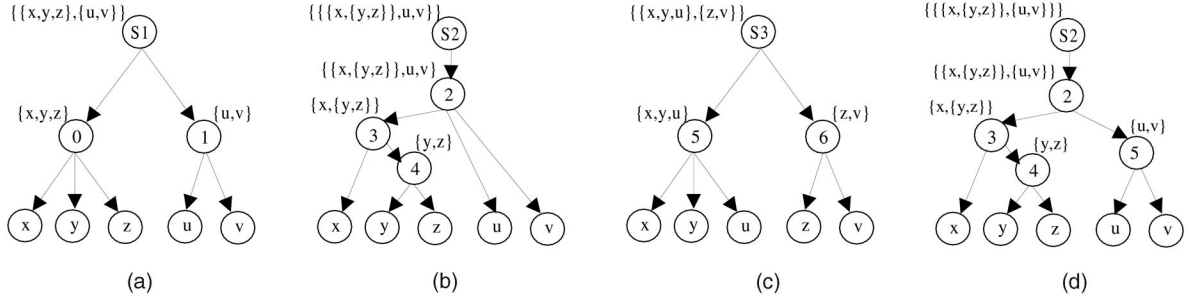 {{x,y,z},{u,v}}
S1
{x,y,z}
{u,v}
0
1
x y z u v
(a)
{{{x,{y,z}},u,v}}
S2
{{x,{y,z}},u,v}
2
{x,{y,z}}
3
{y,z}
4
x y z u v
(b)
{{x,y,u},{z,v}}
S3
{x,y,u}
{z,v}
5
6
x y u z v
(c)
{{{x,{y,z}},{u,v}}}
S2
{{x,{y,z}},{u,v}}
2
{x,{y,z}}
3
{u,v}
{y,z}
5
4
x y z u v
(d)